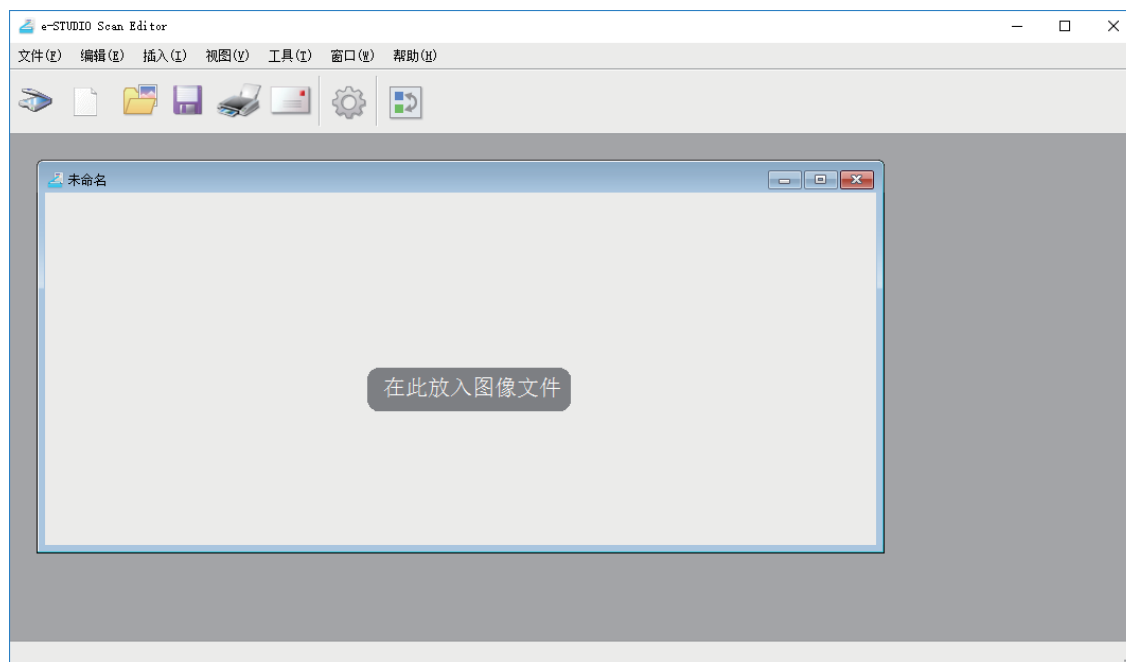 e-STUDIO Scan Editor
文件(F) 编辑(E) 插入(I) 视图(V) 工具(T) 窗口(W) 帮助(H)
未命名
在此放入图像文件